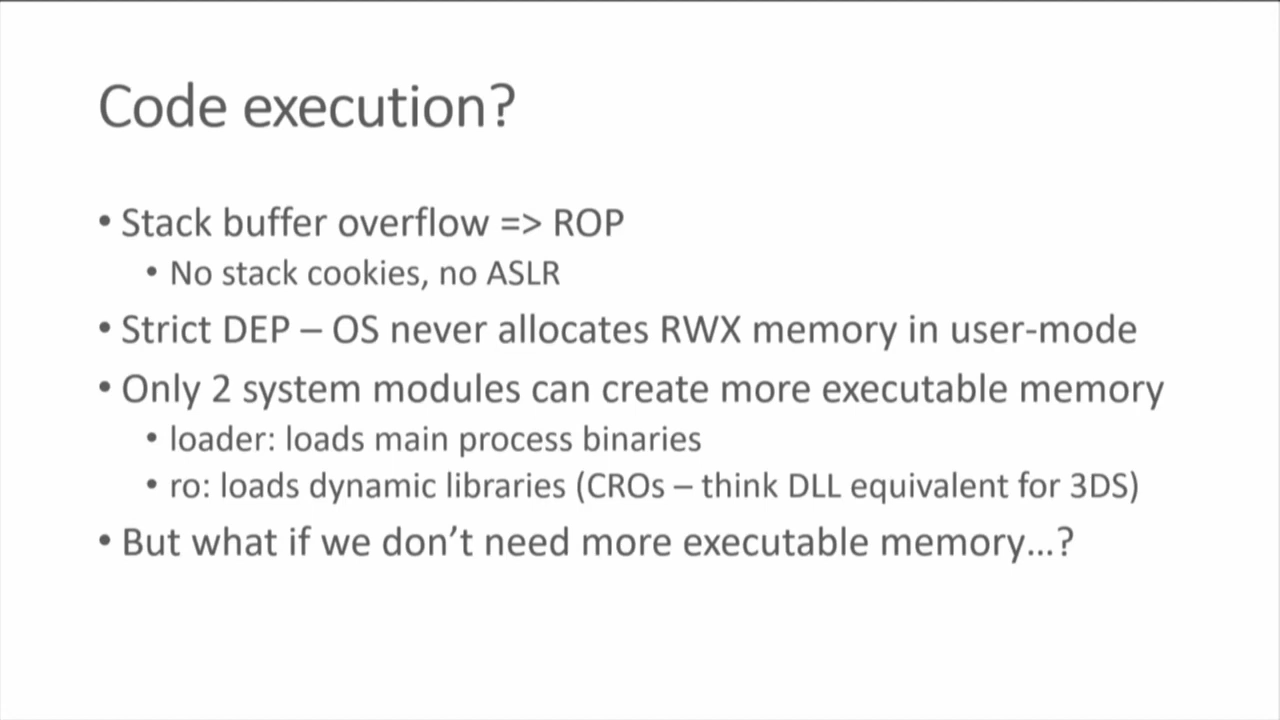 Code execution?
• Stack buffer overflow => ROP
• No stack cookies, no ASLR
• Strict DEP – OS never allocates RWX memory in user-mode
• Only 2 system modules can create more executable memory
• loader: loads main process binaries
• ro: loads dynamic libraries (CROs – think DLL equivalent for 3DS)
• But what if we don’t need more executable memory…?